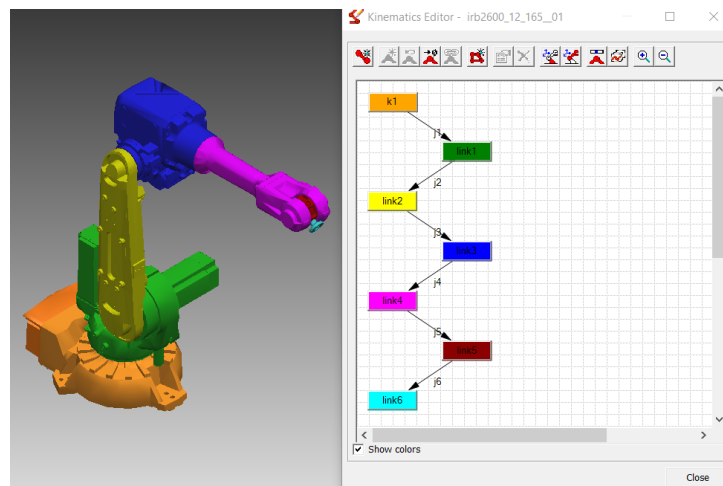 Kinematics Editor - irb2600_12_165__01
k1
j1
link1
j2
link2
j3
link3
j4
link4
j5
link5
j6
link6
Show colors
Close